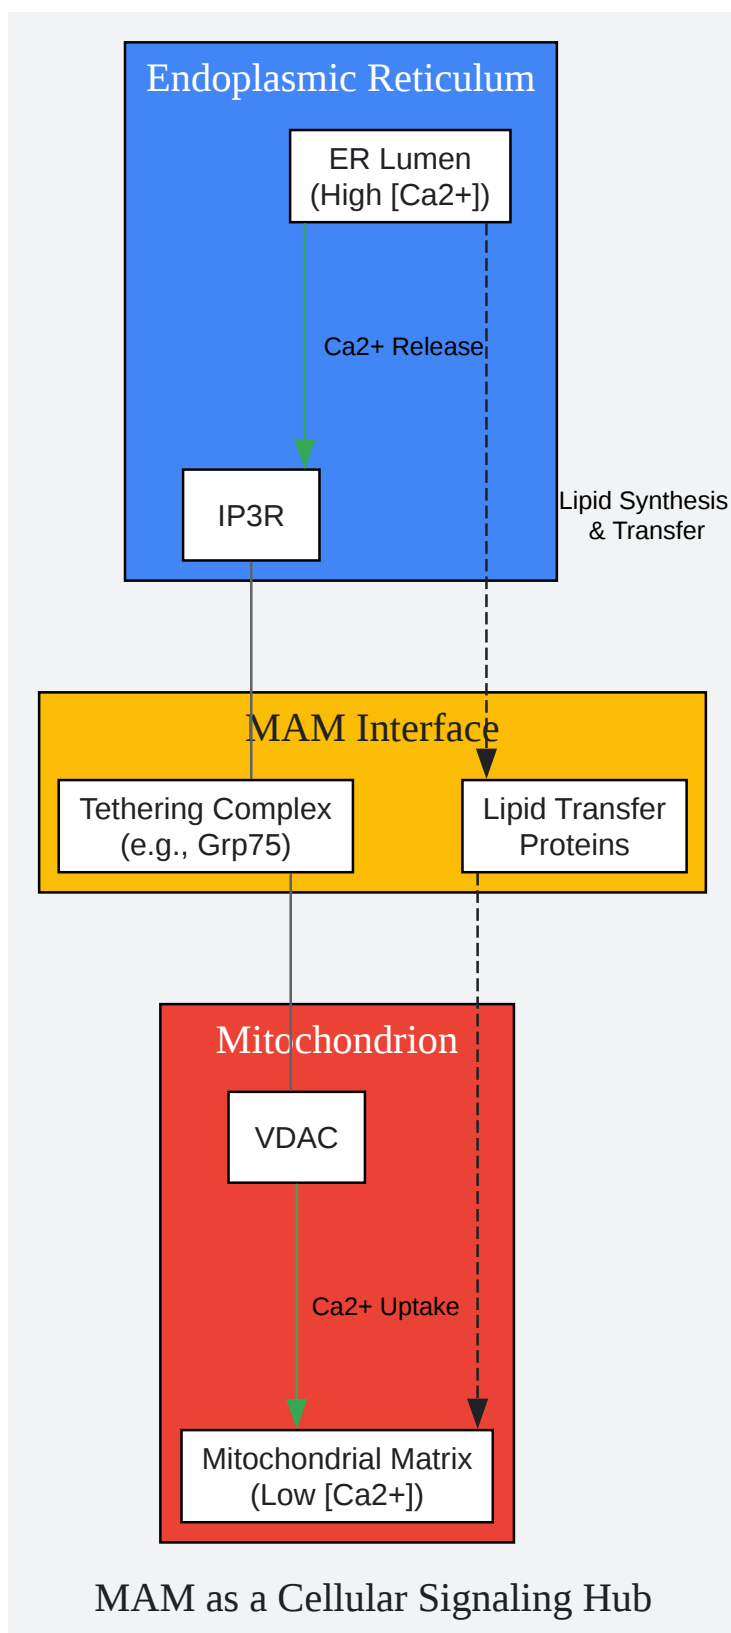 Endoplasmic Reticulum
ER Lumen
(High [Ca2+])
Ca2+ Release
IP3R
Lipid Synthesis
& Transfer
MAM Interface
Tethering Complex
(e.g., Grp75)
Lipid Transfer
Proteins
Mitochondrion
VDAC
Ca2+ Uptake
Mitochondrial Matrix
(Low [Ca2+])
MAM as a Cellular Signaling Hub